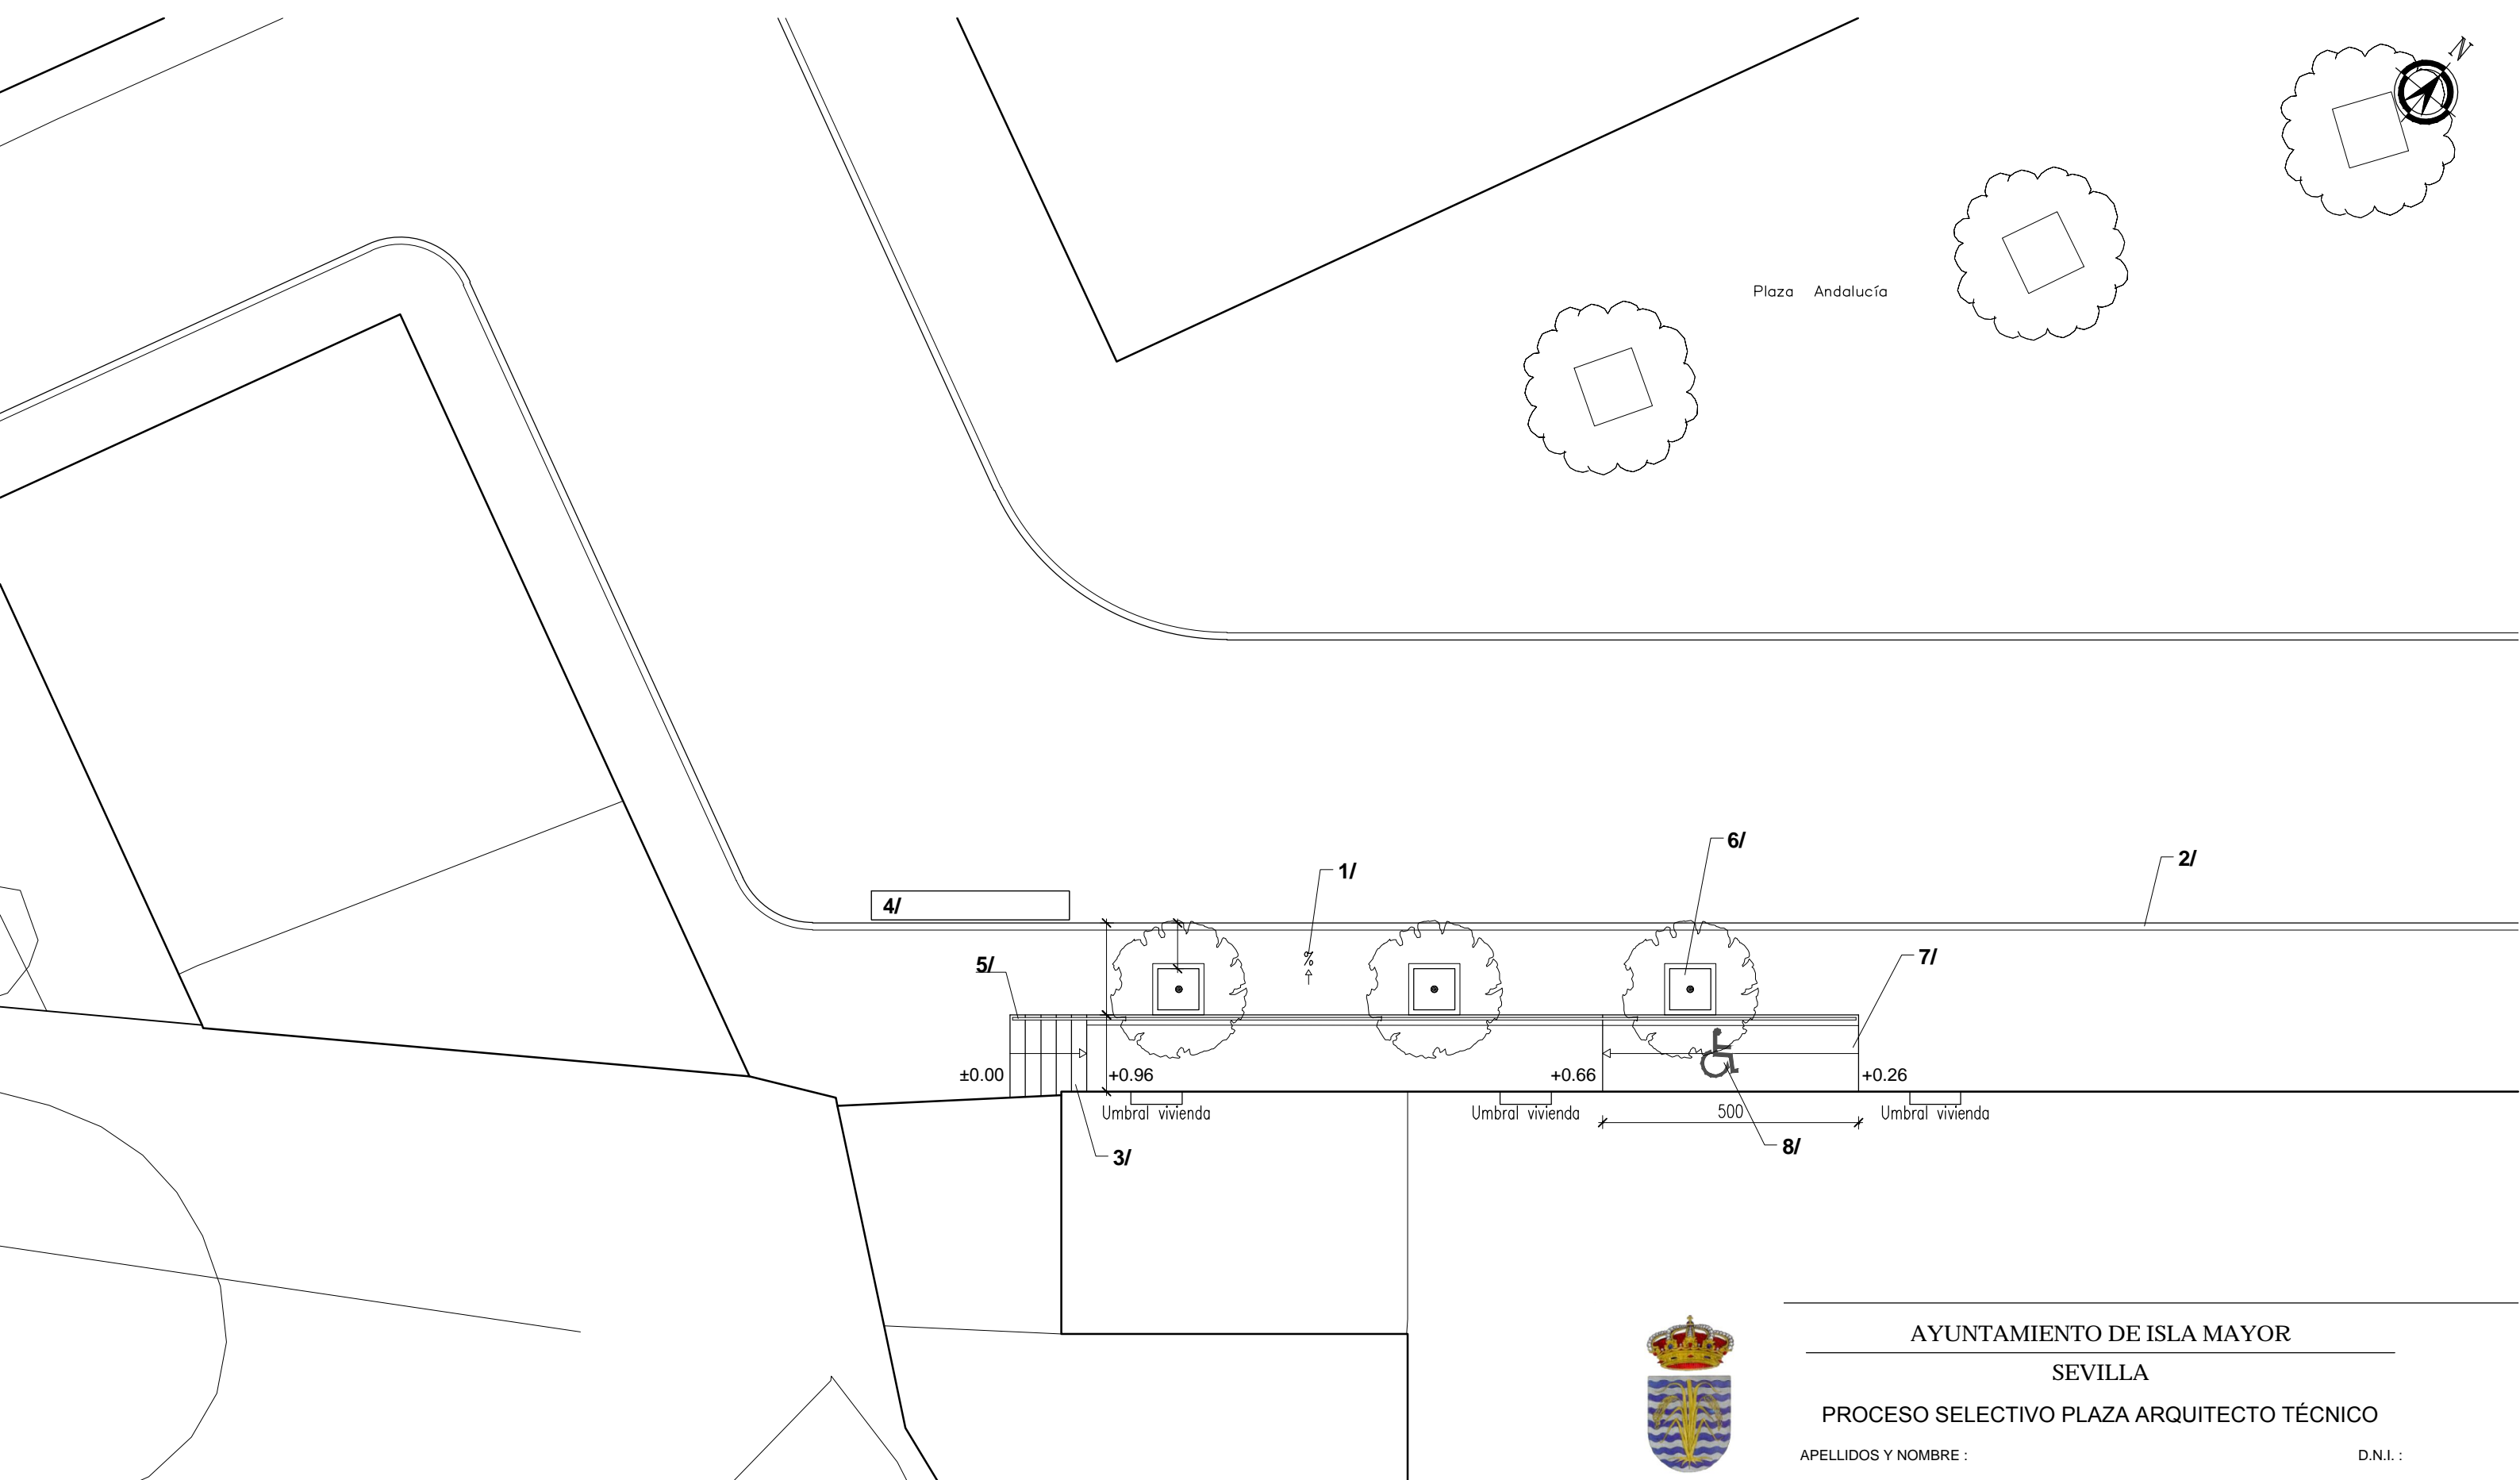 N
Plaza Andalucía
6/
2/
1/
4/
%
5/
7/
±0.00
+0.96
+0.66
+0.26
Umbral vivienda
Umbral vivienda
500
Umbral vivienda
8/
3/
AYUNTAMIENTO DE ISLA MAYOR
SEVILLA
PROCESO SELECTIVO PLAZA ARQUITECTO TÉCNICO
APELLIDOS Y NOMBRE :
D.N.I. :